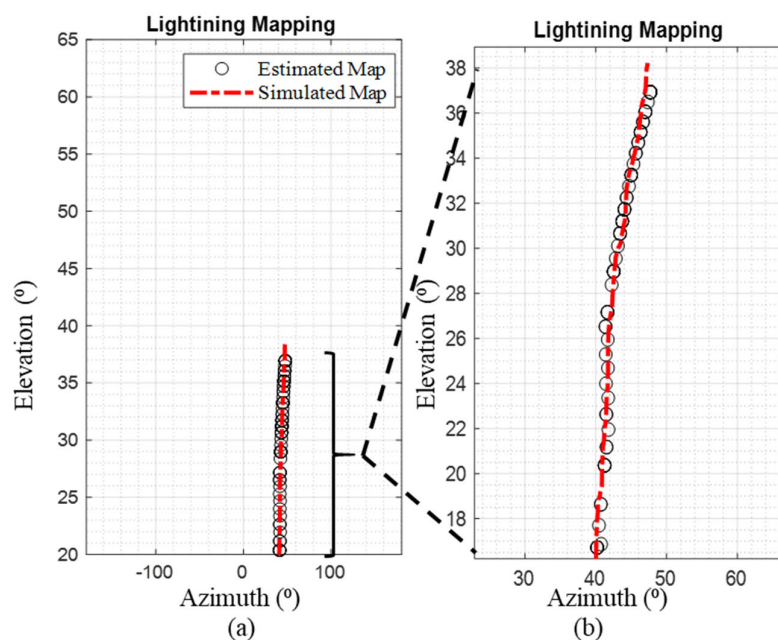 Lightining Mapping
65
60
55
50
45
40
35
30
25
20
Elevation (º)
-100
0
100
Azimuth (º)
(a)
Estimated Map
Simulated Map
Lightining Mapping
38
36
34
32
30
28
26
24
22
20
18
Elevation (º)
30
40
50
60
Azimuth (º)
(b)